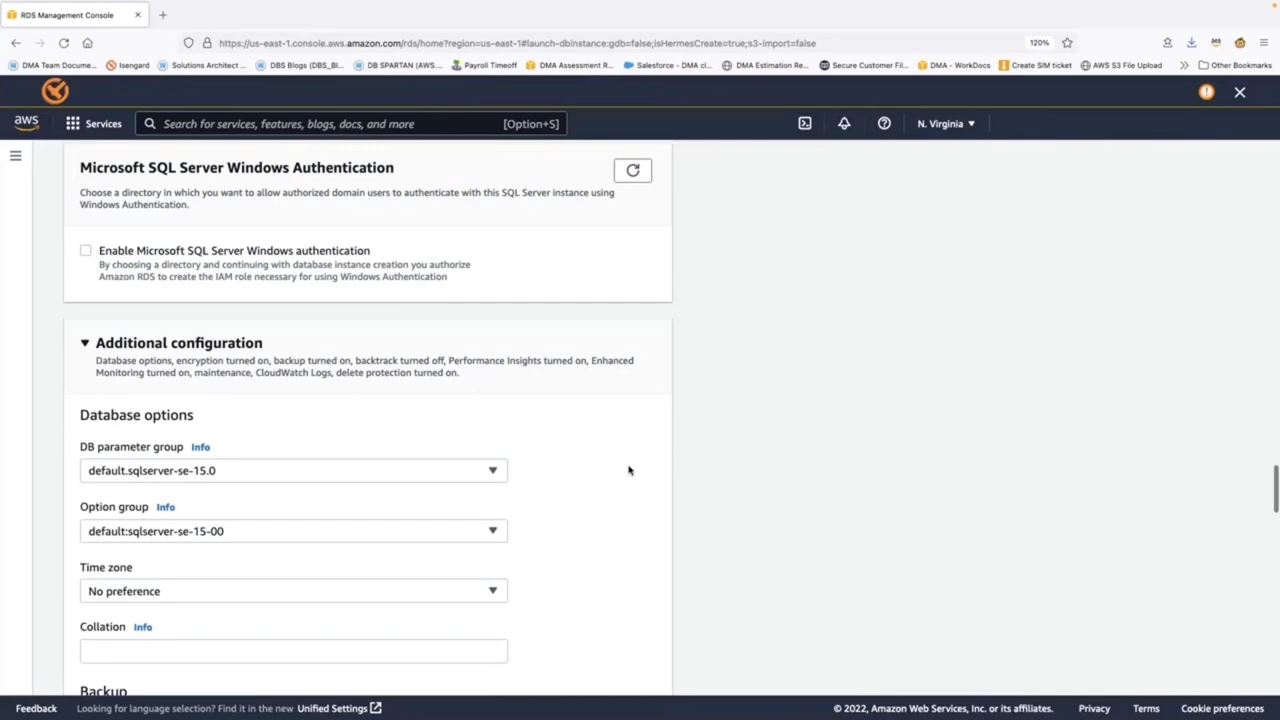 RDS Management Console
https://us-east-1.console.aws.amazon.com/rds/home?region=us-east-1#launch-dbinstance:gdb=false;isHermesCreate=true;s3-import=false
120%
DMA Team Docume...
Isengard
Solutions Architect ...
DBS Blogs (DBS_Bl...
DB SPARTAN (AWS...
Payroll Timeoff
DMA Assessment R...
Salesforce - DMA cl...
DMA Estimation Re...
Secure Customer Fil...
DMA - WorkDocs
Create SIM ticket
AWS S3 File Upload
Other Bookmarks
aws
Services
Search for services, features, blogs, docs, and more
[Option+S]
N. Virginia
Microsoft SQL Server Windows Authentication
Choose a directory in which you want to allow authorized domain users to authenticate with this SQL Server instance using
Windows Authentication.
Enable Microsoft SQL Server Windows authentication
By choosing a directory and continuing with database instance creation you authorize
Amazon RDS to create the IAM role necessary for using Windows Authentication
Additional configuration
Database options, encryption turned on, backup turned on, backtrack turned off, Performance Insights turned on, Enhanced
Monitoring turned on, maintenance, CloudWatch Logs, delete protection turned on.
Database options
DB parameter group Info
default.sqlserver-se-15.0
Option group Info
default:sqlserver-se-15-00
Time zone
No preference
Collation Info
Backup
Feedback
Looking for language selection? Find it in the new Unified Settings
© 2022, Amazon Web Services, Inc. or its affiliates.
Privacy
Terms
Cookie preferences